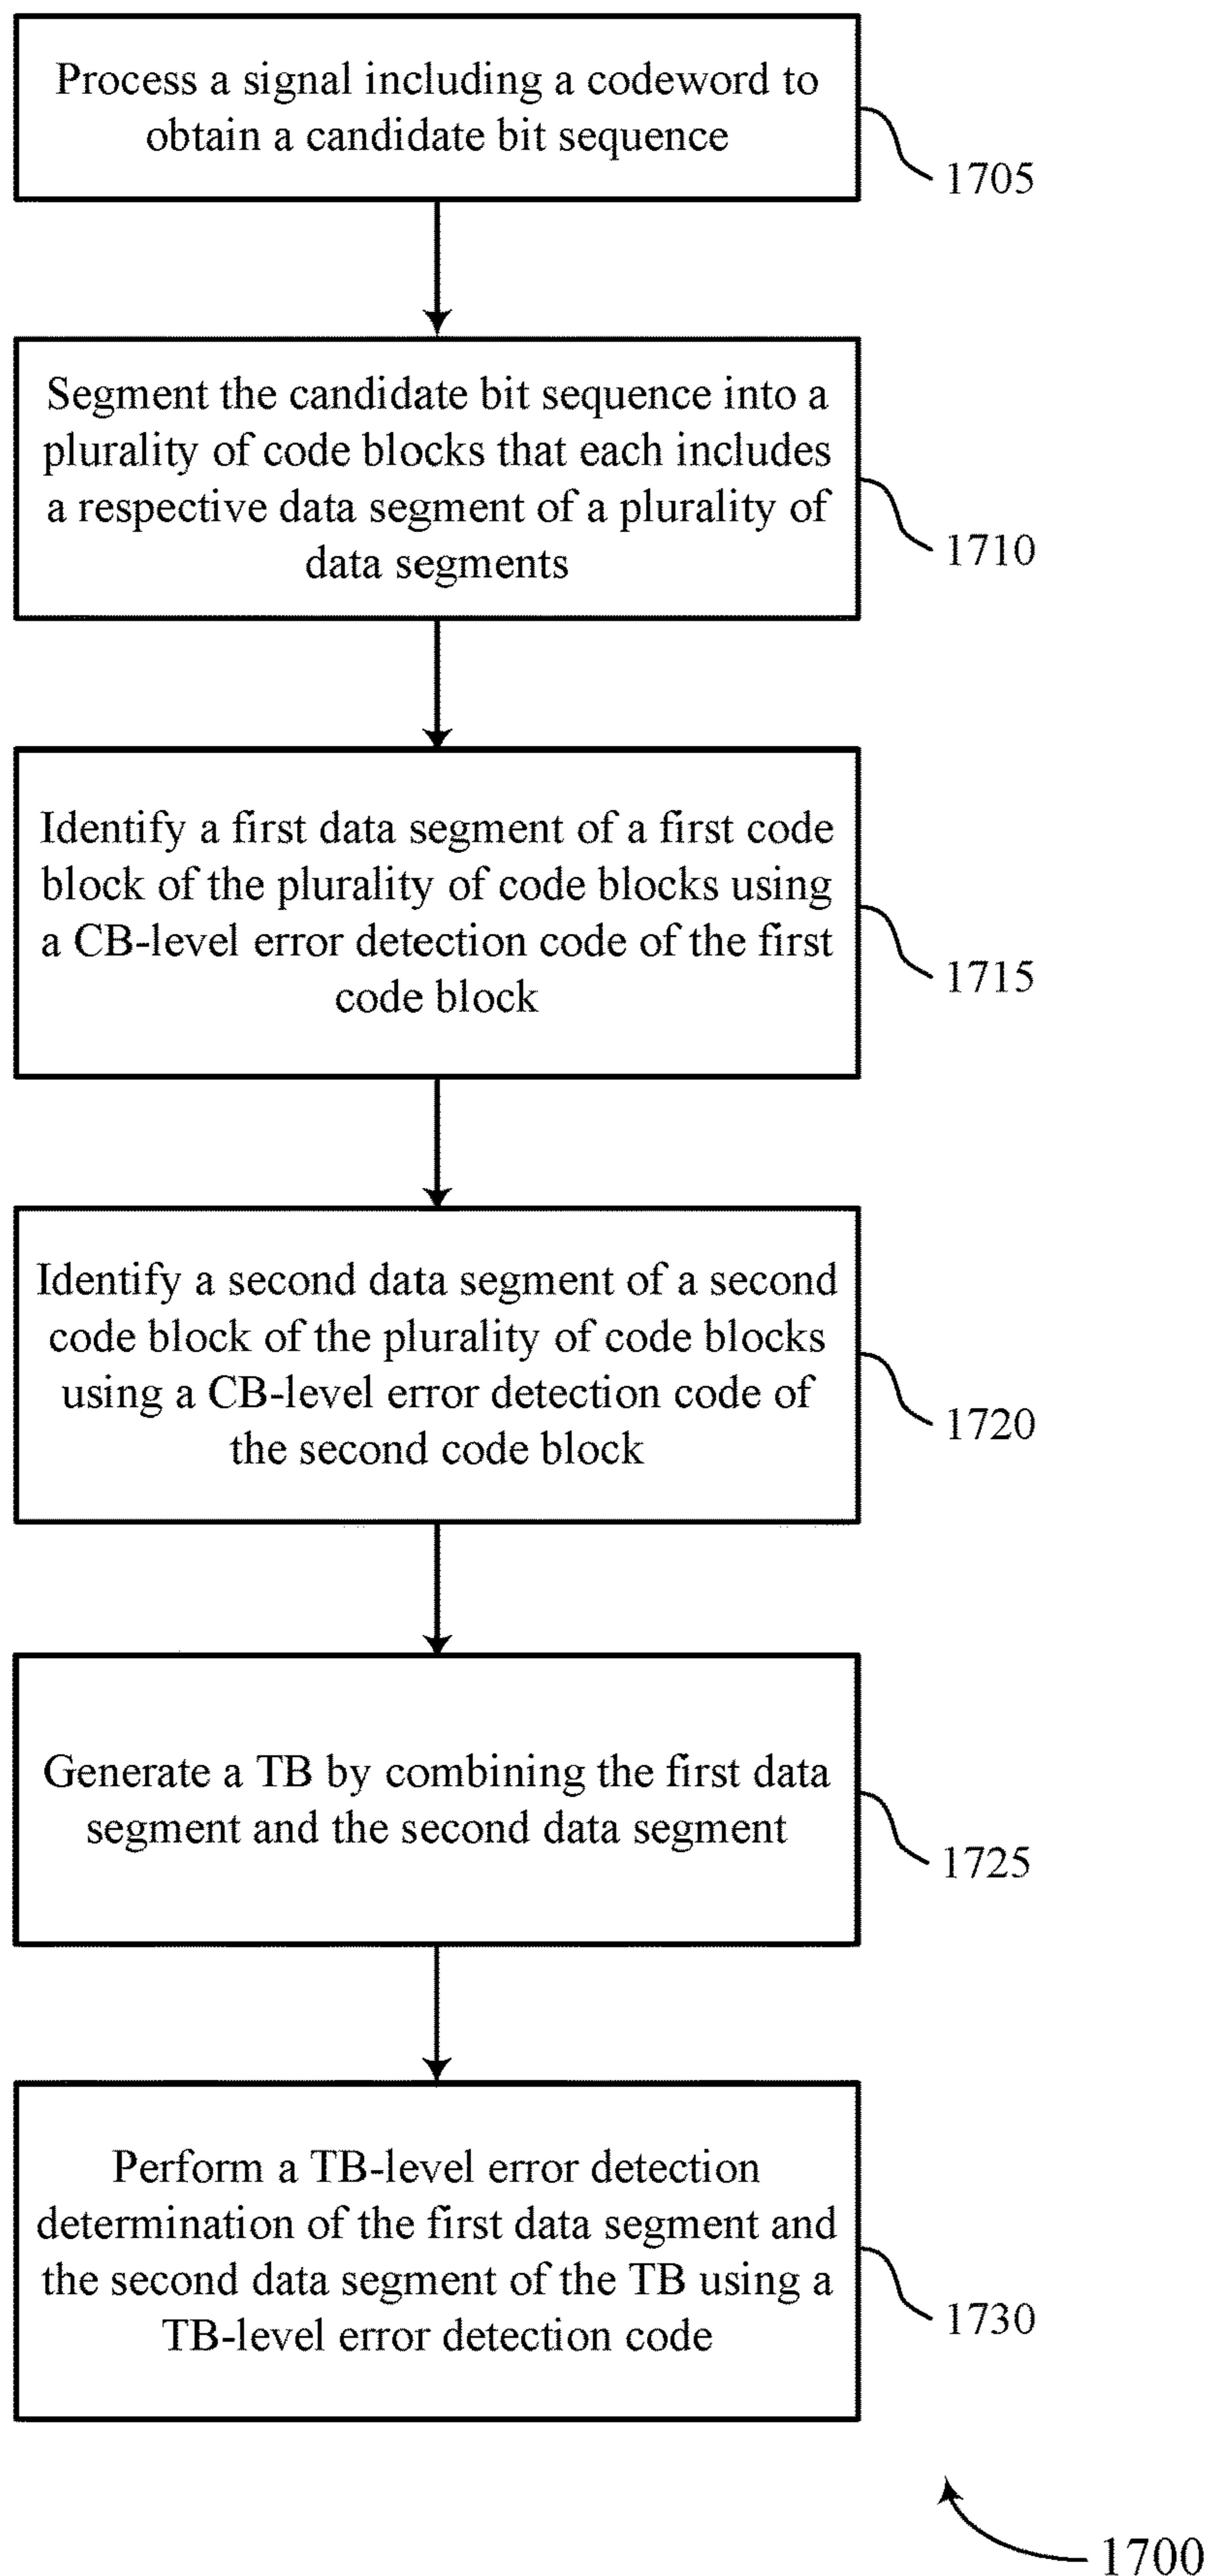 Process a signal including a codeword to
obtain a candidate bit sequence
1705
Segment the candidate bit sequence into a
plurality of code blocks that each includes
a respective data segment of a plurality of
data segments
1710
Identify a first data segment of a first code
block of the plurality of code blocks using
a CB-level error detection code of the first
code block
1715
Identify a second data segment of a second
code block of the plurality of code blocks
using a CB-level error detection code of
the second code block
1720
Generate a TB by combining the first data
segment and the second data segment
1725
Perform a TB-level error detection
determination of the first data segment and
the second data segment of the TB using a
TB-level error detection code
1730
1700